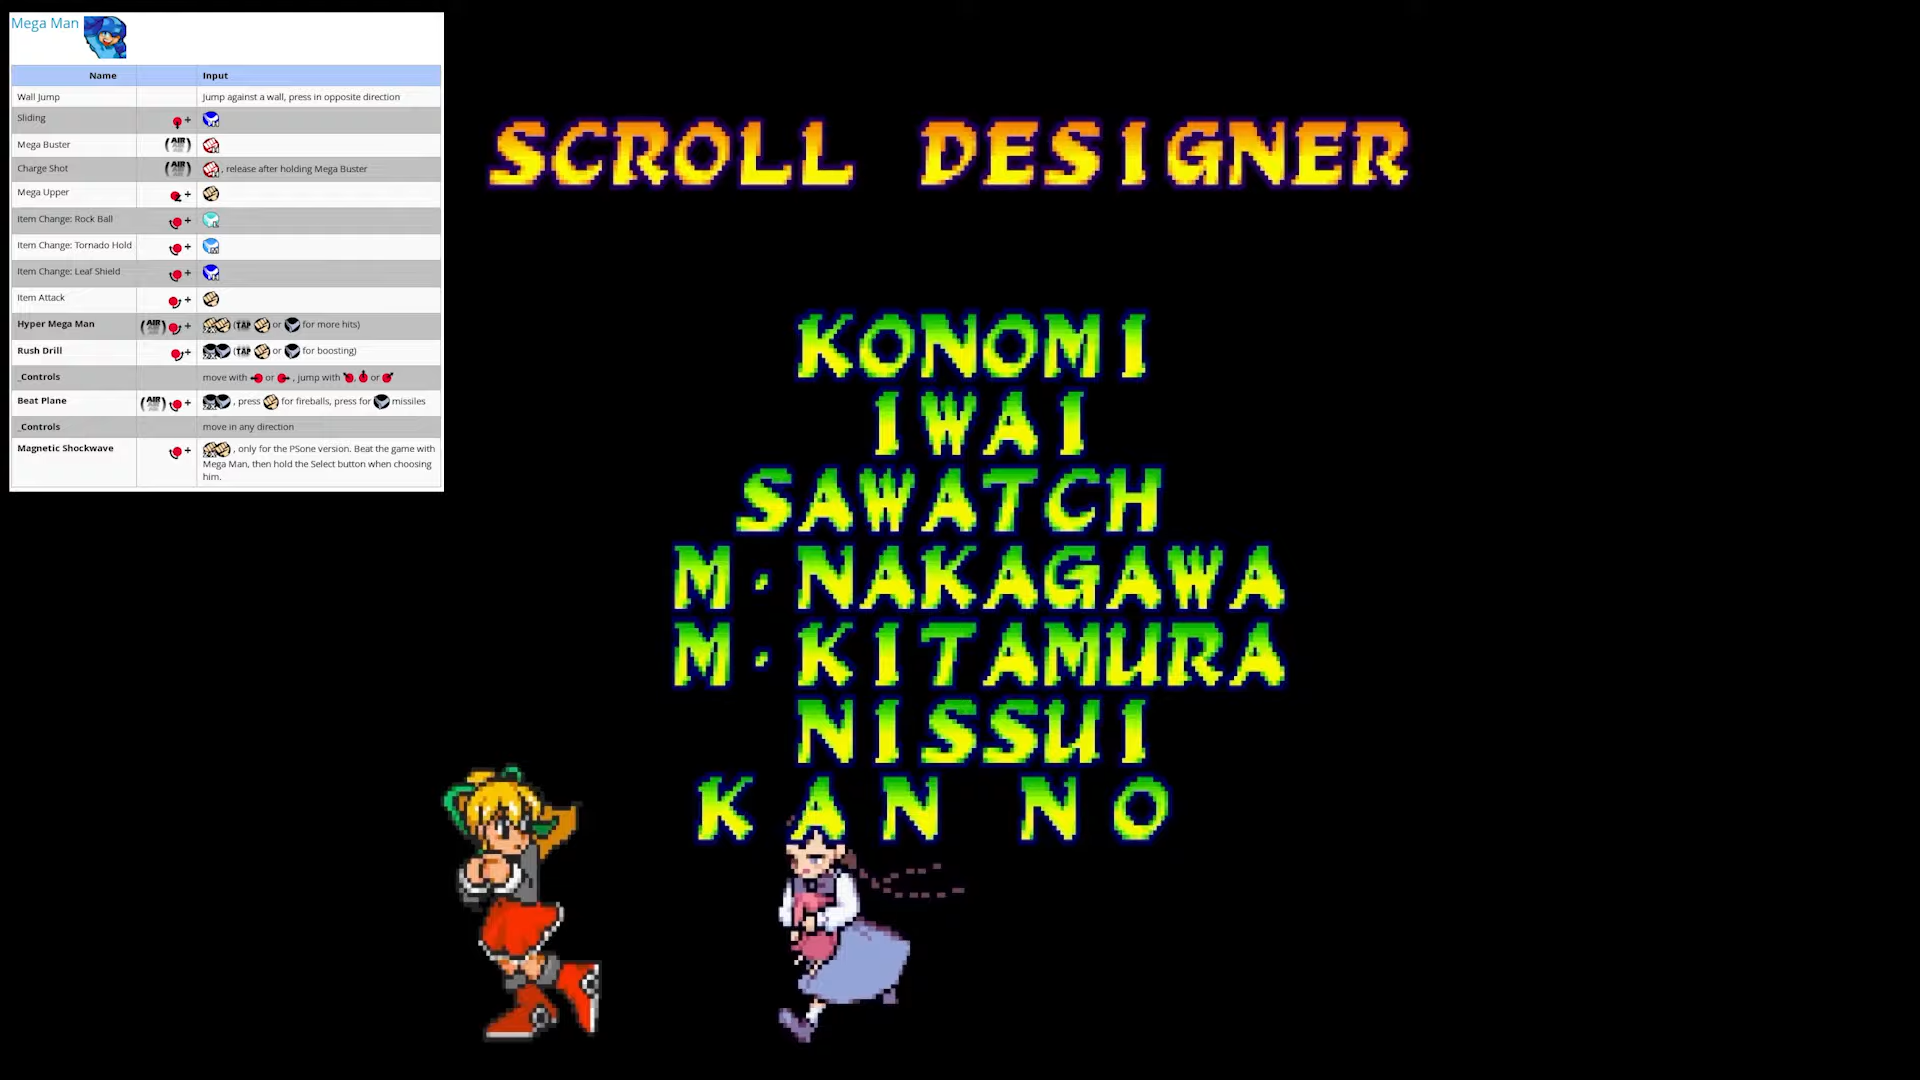 Mega Man
Name Input
Wall Jump Jump against a wall, press in opposite direction
Sliding +
Mega Buster (AIR)
Charge Shot (AIR) , release after holding Mega Buster
Mega Upper +
Item Change: Rock Ball +
Item Change: Tornado Hold +
Item Change: Leaf Shield +
Item Attack +
Hyper Mega Man (AIR) + (TAP or for more hits)
Rush Drill + (TAP or for boosting)
_Controls move with or , jump with , or
Beat Plane (AIR) + , press for fireballs, press for missiles
_Controls move in any direction
Magnetic Shockwave + , only for the PSone version. Beat the game with
Mega Man, then hold the Select button when choosing
him.
SCROLL DESIGNER
KONOMI
IWAI
SAWATCH
M·NAKAGAWA
M·KITAMURA
NISSUI
KAN NO